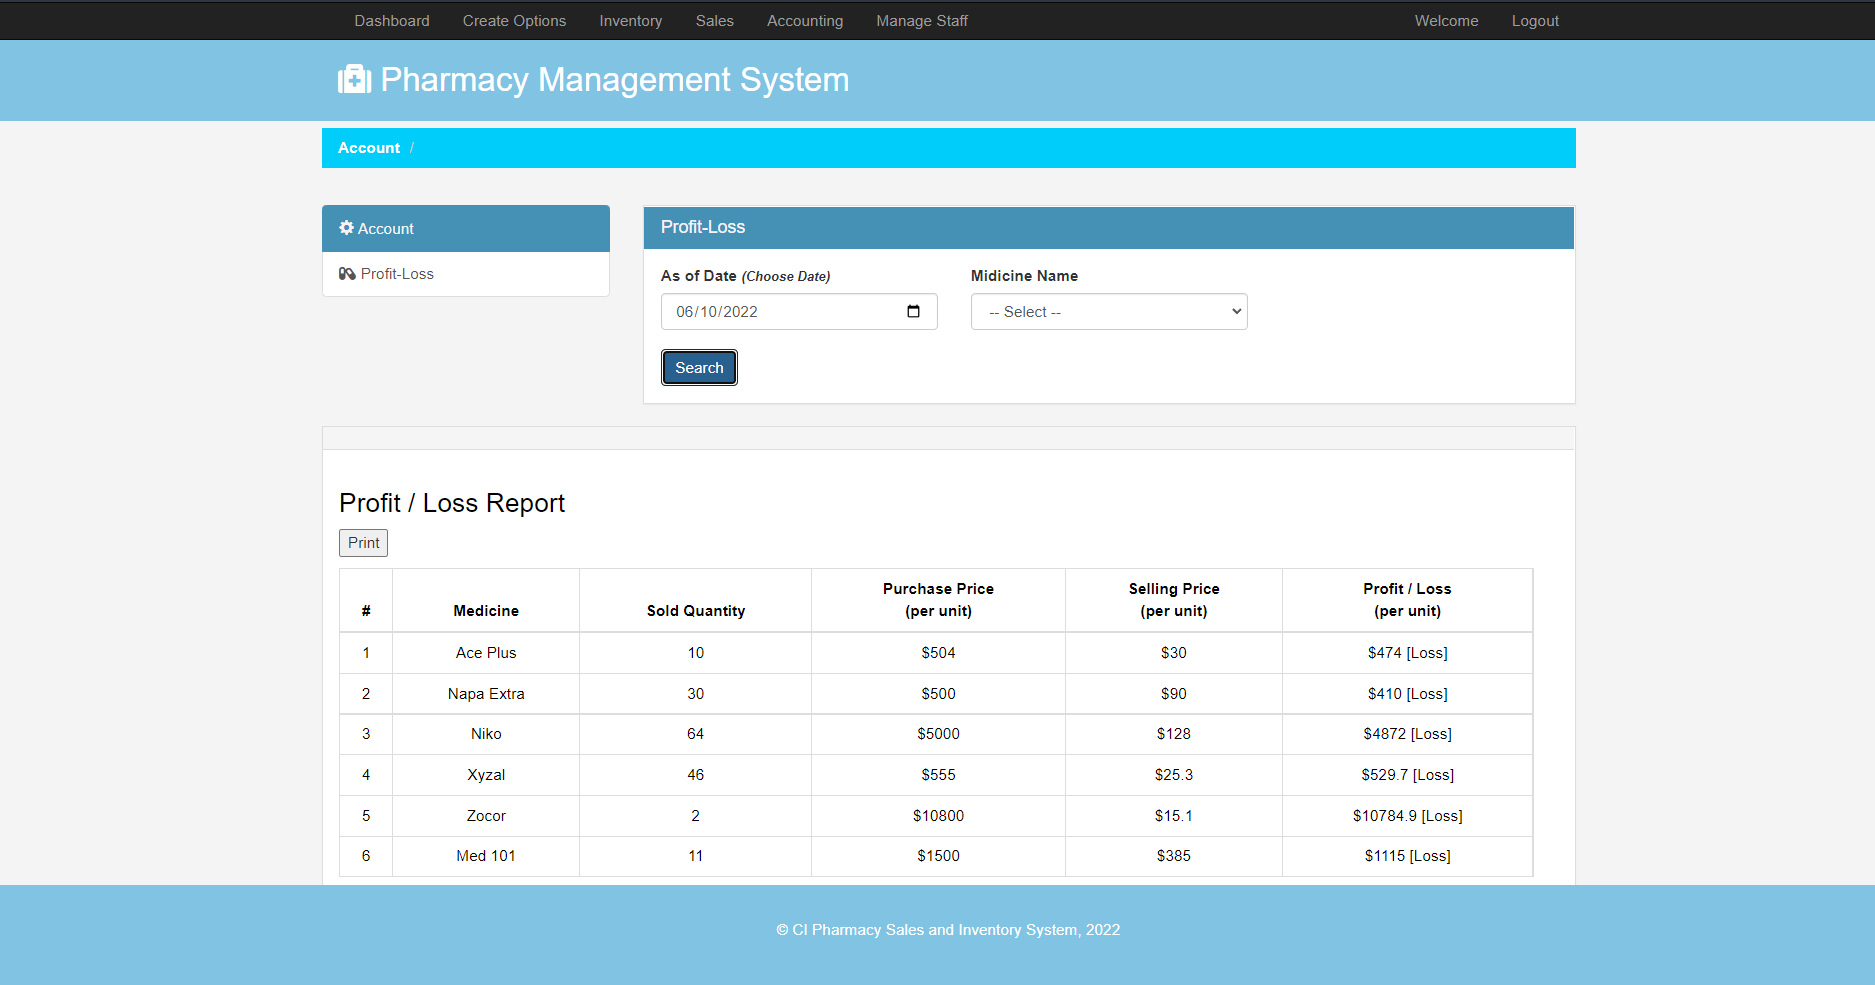 Dashboard Create Options Inventory Sales Accounting Manage Staff Welcome Logout
Pharmacy Management System
Account /
Account
Profit-Loss
Profit-Loss
As of Date (Choose Date) Midicine Name
06/10/2022 -- Select --
Search
Profit / Loss Report
Print
# Medicine Sold Quantity Purchase Price (per unit) Selling Price (per unit) Profit / Loss (per unit)
1 Ace Plus 10 $504 $30 $474 [Loss]
2 Napa Extra 30 $500 $90 $410 [Loss]
3 Niko 64 $5000 $128 $4872 [Loss]
4 Xyzal 46 $555 $25.3 $529.7 [Loss]
5 Zocor 2 $10800 $15.1 $10784.9 [Loss]
6 Med 101 11 $1500 $385 $1115 [Loss]
© CI Pharmacy Sales and Inventory System, 2022